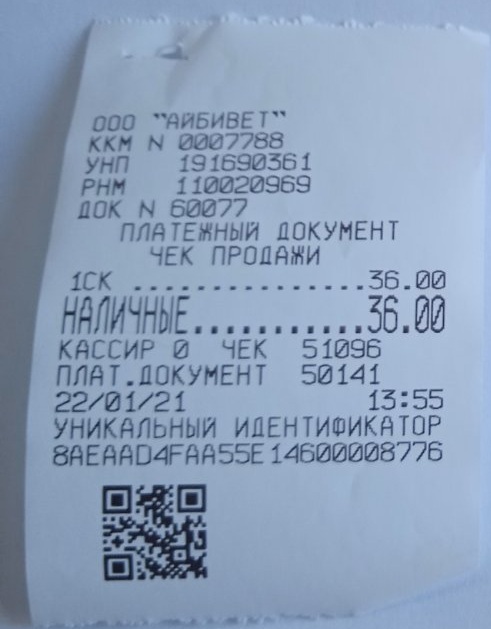 ООО "АЙБИВЕТ"
ККМ N 0007788
УНП 191690361
РНМ 110020969
ДОК N 60077
ПЛАТЕЖНЫЙ ДОКУМЕНТ
ЧЕК ПРОДАЖИ
1СК ...............36.00
НАЛИЧНЫЕ...........36.00
КАССИР 0 ЧЕК 51096
ПЛАТ.ДОКУМЕНТ 50141
22/01/21 13:55
УНИКАЛЬНЫЙ ИДЕНТИФИКАТОР
8AEAAD4FAA55E14600008776